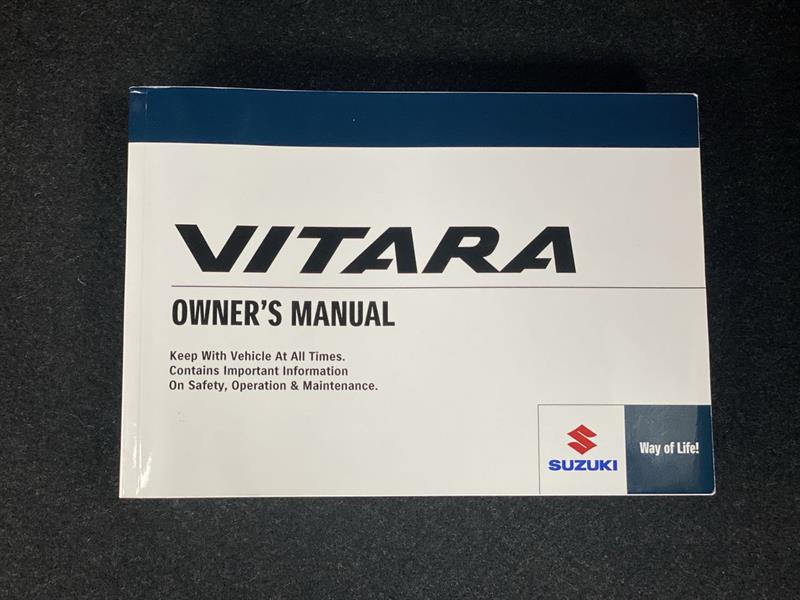 VITARA
OWNER'S MANUAL
Keep With Vehicle At All Times.
Contains Important Information
On Safety, Operation & Maintenance.
SUZUKI
Way of Life!